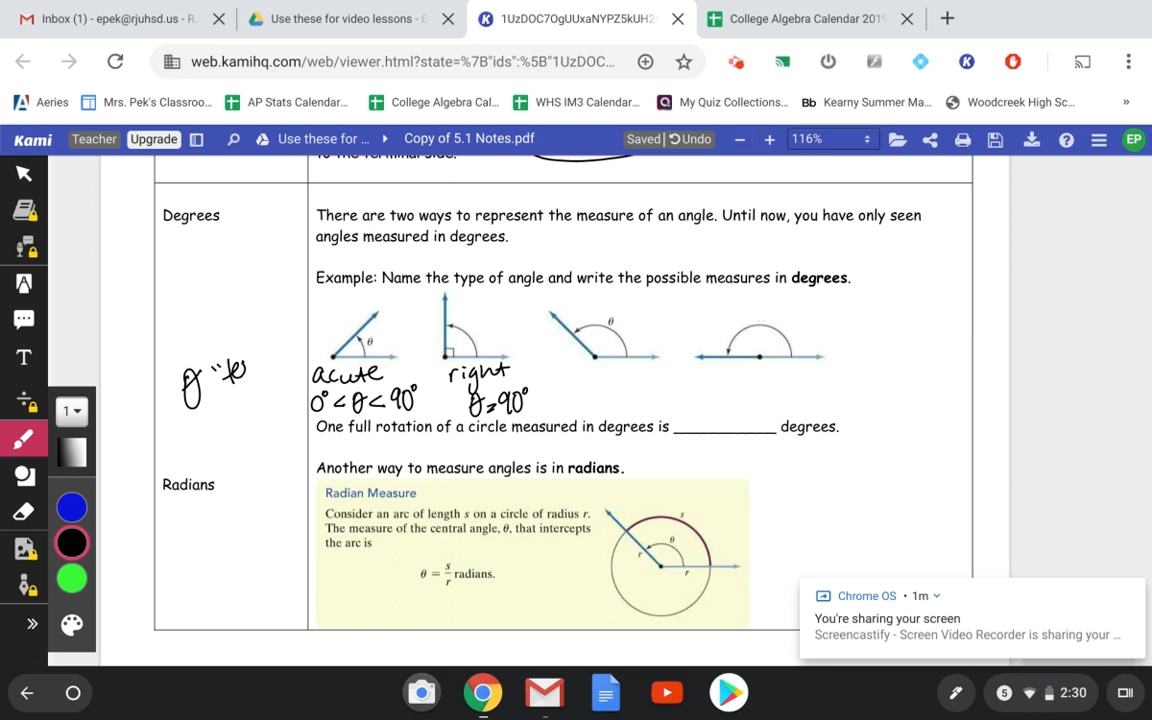 Inbox (1) - epek@rjuhsd.us - R
Use these for video lessons - G
1UzDOC7OgUUxaNYPZ5kUH2
College Algebra Calendar 2019
web.kamihq.com/web/viewer.html?state=%7B"ids":%5B"1UzDOC...
Aeries
Mrs. Pek's Classroo...
AP Stats Calendar...
College Algebra Cal...
WHS IM3 Calendar...
My Quiz Collections...
Bb Kearny Summer Ma...
Woodcreek High Sc...
»
Kami Teacher Upgrade
Use these for ...
Copy of 5.1 Notes.pdf
Saved Undo
116%
EP
to the terminal side.
Degrees
There are two ways to represent the measure of an angle. Until now, you have only seen
angles measured in degrees.
Example: Name the type of angle and write the possible measures in degrees.
θ
θ
acute
right
0° < θ < 90°
θ = 90°
One full rotation of a circle measured in degrees is ____________ degrees.
Another way to measure angles is in radians.
Radians
Radian Measure
Consider an arc of length s on a circle of radius r.
The measure of the central angle, θ, that intercepts
the arc is
θ = s/r radians.
s
θ
r
r
T
1
Chrome OS • 1m
You're sharing your screen
Screencastify - Screen Video Recorder is sharing your ...
5
2:30